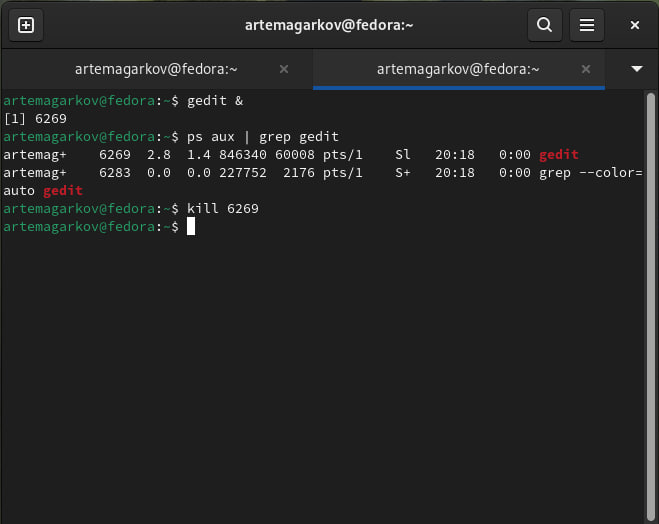 artemagarkov@fedora:~
artemagarkov@fedora:~
artemagarkov@fedora:~
artemagarkov@fedora:~$ gedit &
[1] 6269
artemagarkov@fedora:~$ ps aux | grep gedit
artemag+    6269  2.8  1.4 846340 60008 pts/1    Sl   20:18   0:00 gedit
artemag+    6283  0.0  0.0 227752  2176 pts/1    S+   20:18   0:00 grep --color=
auto gedit
artemagarkov@fedora:~$ kill 6269
artemagarkov@fedora:~$